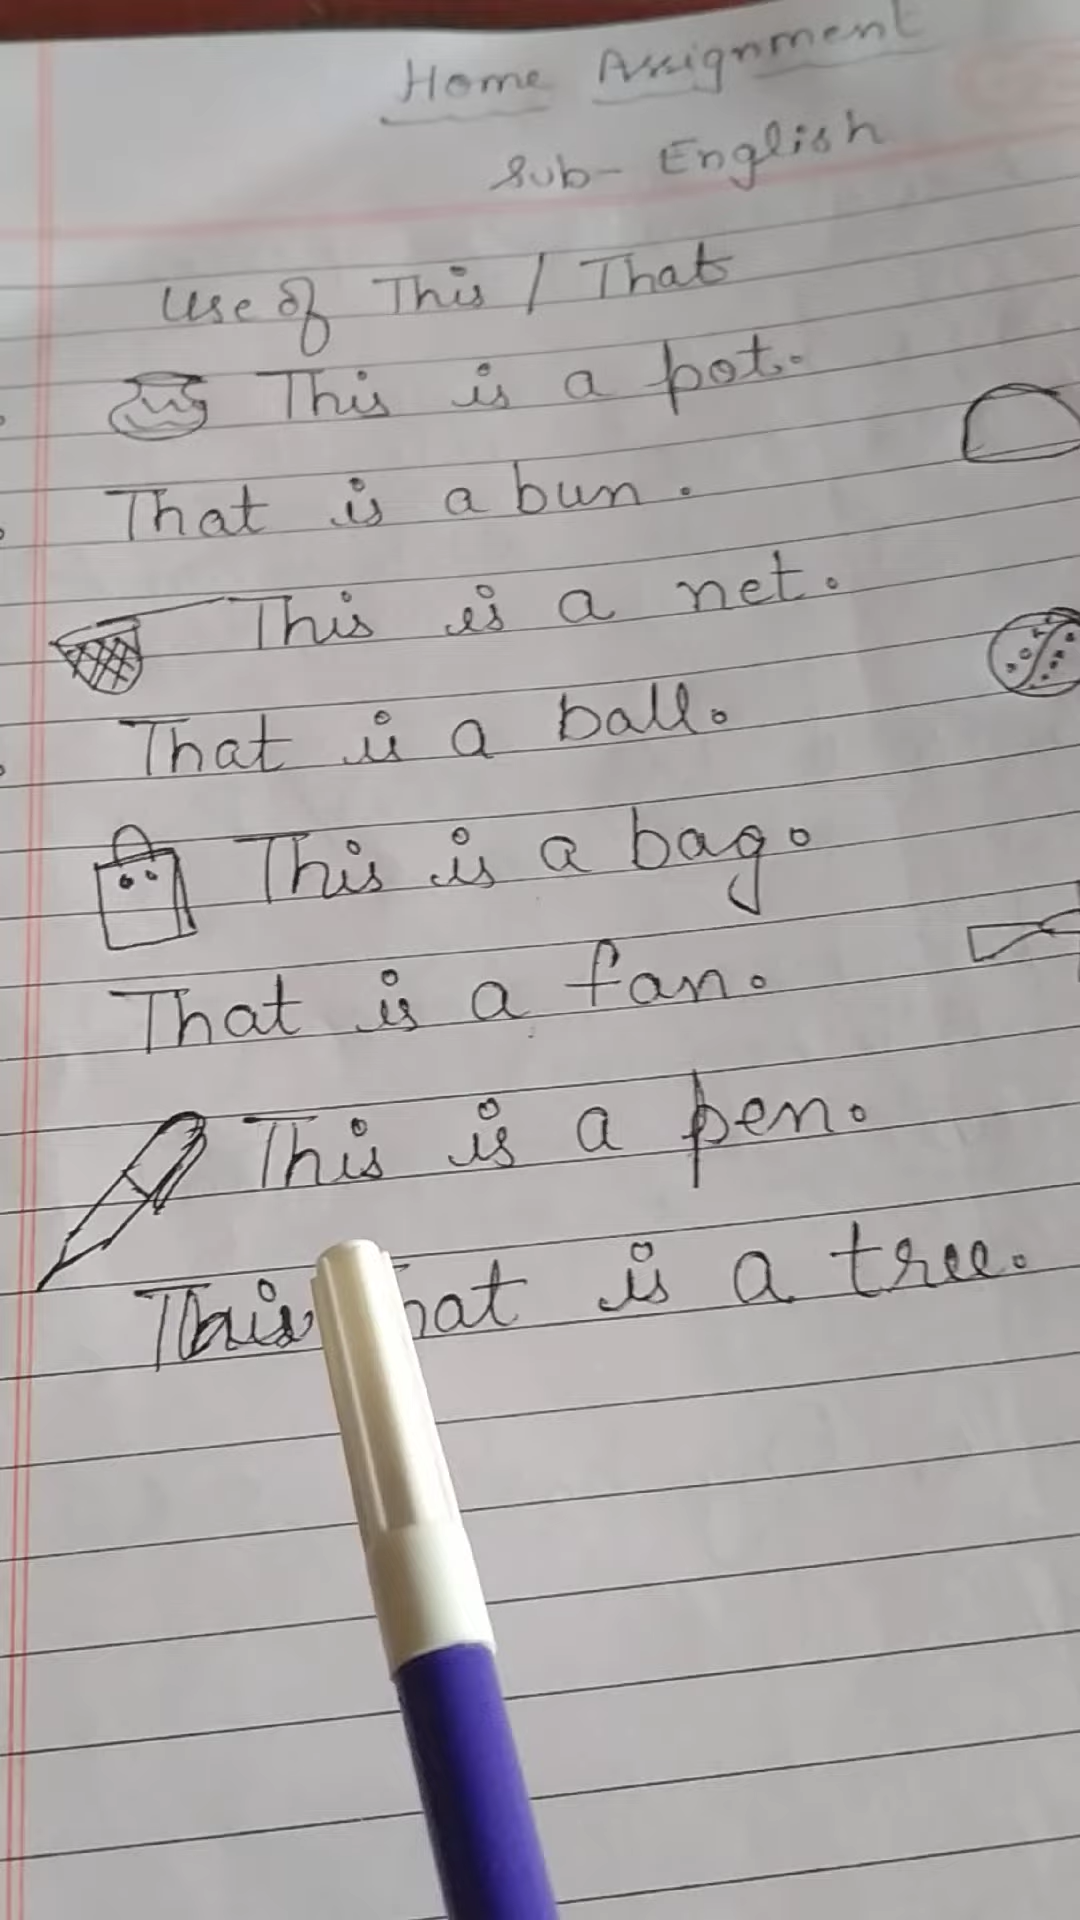 Home Assignment
Sub- English
Use of This / That
This is a pot.
That is a bun.
This is a net.
That is a ball.
This is a bag.
That is a fan.
This is a pen.
This hat is a tree.